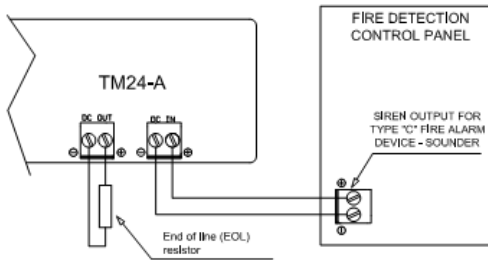 FIRE DETECTION
CONTROL PANEL
TM24-A
DC OUT
DC IN
SIREN OUTPUT FOR
TYPE "C" FIRE ALARM
DEVICE - SOUNDER
End of line (EOL)
resistor